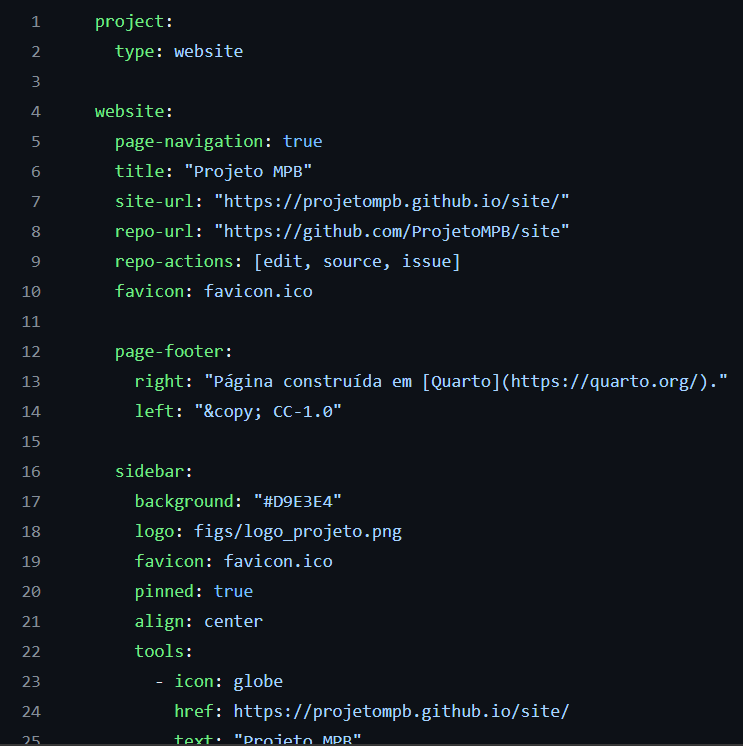 1 project:
2 type: website
3
4 website:
5 page-navigation: true
6 title: "Projeto MPB"
7 site-url: "https://projetompb.github.io/site/"
8 repo-url: "https://github.com/ProjetoMPB/site"
9 repo-actions: [edit, source, issue]
10 favicon: favicon.ico
11
12 page-footer:
13 right: "Página construída em [Quarto](https://quarto.org/)."
14 left: "&copy; CC-1.0"
15
16 sidebar:
17 background: "#D9E3E4"
18 logo: figs/logo_projeto.png
19 favicon: favicon.ico
20 pinned: true
21 align: center
22 tools:
23 - icon: globe
24 href: https://projetompb.github.io/site/
25 text: "Projeto MPB"